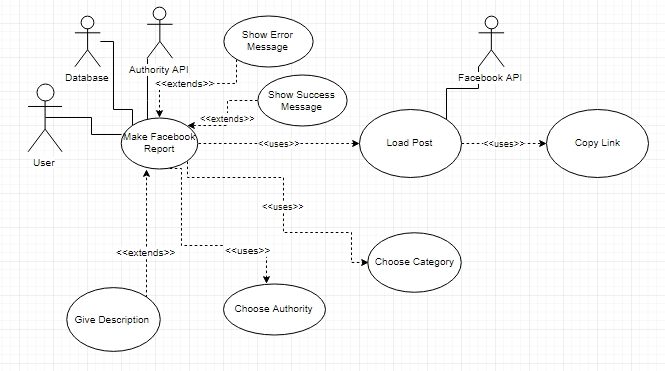 Show Error
Message
Database
Authority API
Facebook API
<<extends>>
Show Success
Message
<<extends>>
User
Make Facebook
Report
<<uses>>
Load Post
<<uses>>
Copy Link
<<uses>>
<<extends>>
<<uses>>
Choose Category
Give Description
Choose Authority